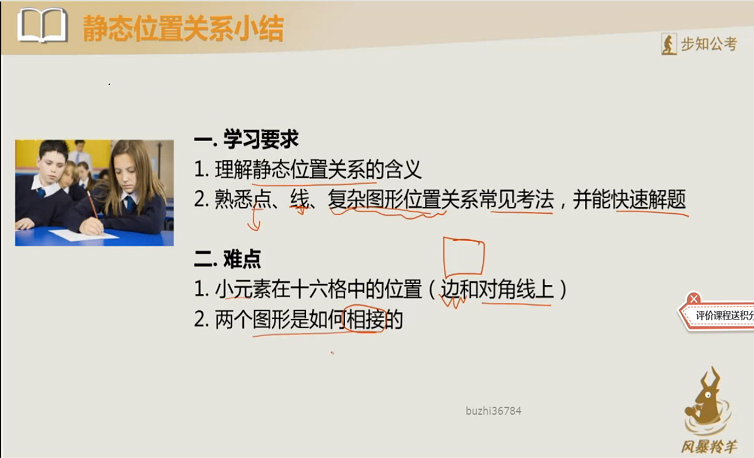 静态位置关系小结
步知公考
一. 学习要求
1. 理解静态位置关系的含义
2. 熟悉点、线、复杂图形位置关系常见考法，并能快速解题
二. 难点
1. 小元素在十六格中的位置（边和对角线上）
2. 两个图形是如何相接的
评价课程送积分
buzhi36784
风暴羚羊